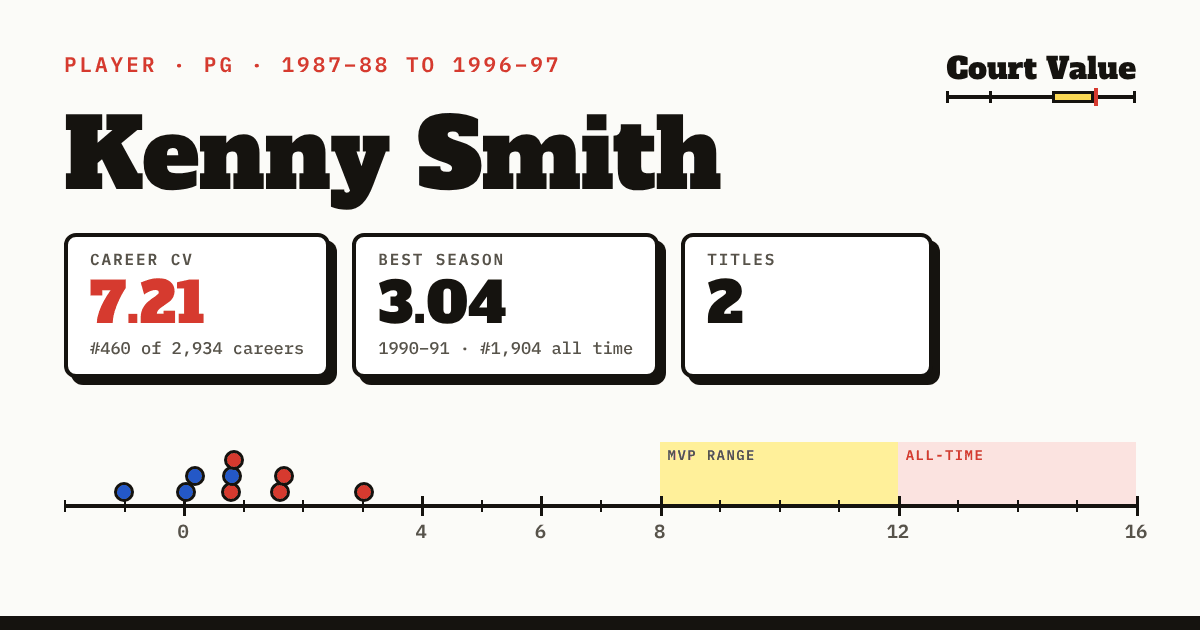 PLAYER · PG · 1987–88 TO 1996–97
Court Value
Kenny Smith
CAREER CV
7.21
#460 of 2,934 careers
BEST SEASON
3.04
1990–91 · #1,904 all time
TITLES
2
MVP RANGE
ALL-TIME
0 4 6 8 12 16